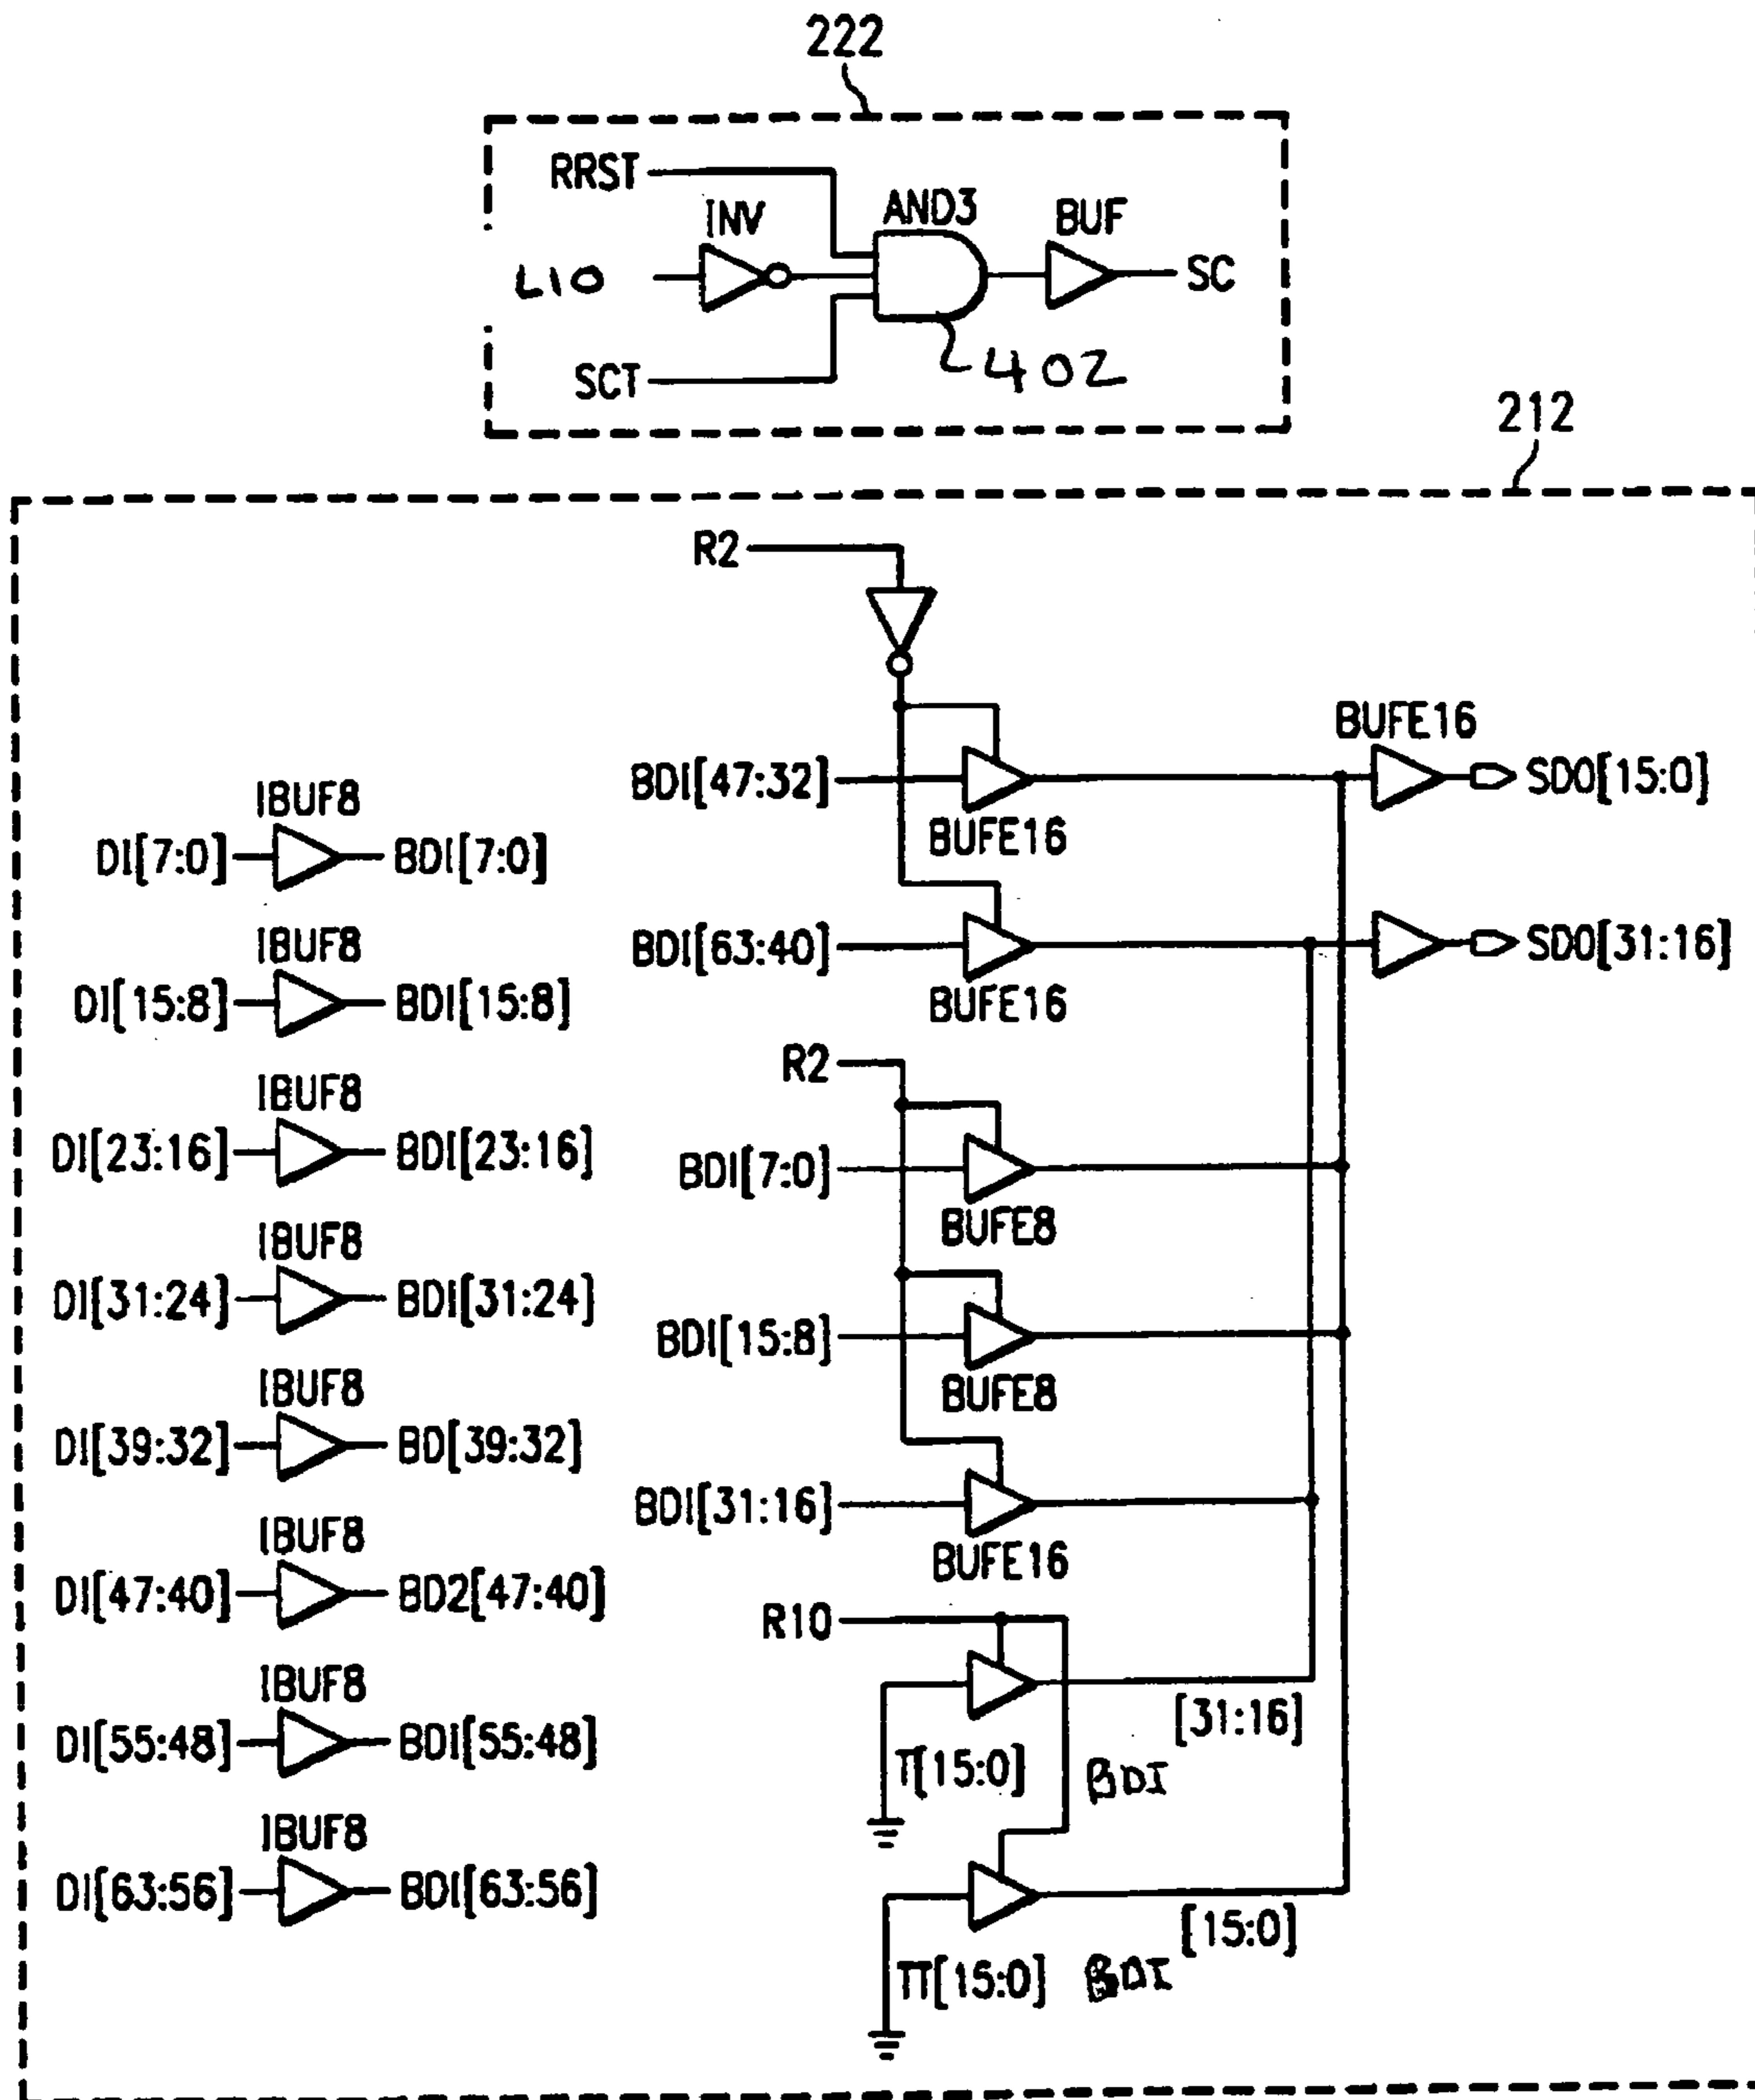 222
RRST
INV
AND3
BUF
L10
SC
SCT
402
212
R2
BDI[47:32]
BUFE16
BUFE16
SDO[15:0]
BDI[63:40]
BUFE16
SDO[31:16]
IBUF8
DI[7:0]
BDI[7:0]
IBUF8
DI[15:8]
BDI[15:8]
IBUF8
DI[23:16]
BDI[23:16]
IBUF8
DI[31:24]
BDI[31:24]
IBUF8
DI[39:32]
BD[39:32]
IBUF8
DI[47:40]
BD2[47:40]
IBUF8
DI[55:48]
BDI[55:48]
IBUF8
DI[63:56]
BDI[63:56]
R2
BDI[7:0]
BUFE8
BDI[15:8]
BUFE8
BDI[31:16]
BUFE16
R10
[31:16]
π[15:0]
BDI
[15:0]
π[15:0]
BDI